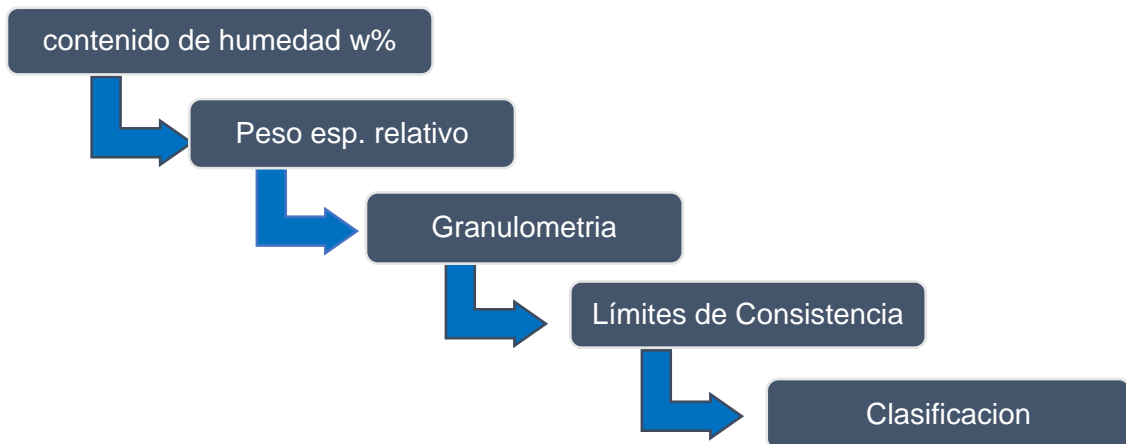 contenido de humedad w%
Peso esp. relativo
Granulometria
Límites de Consistencia
Clasificacion